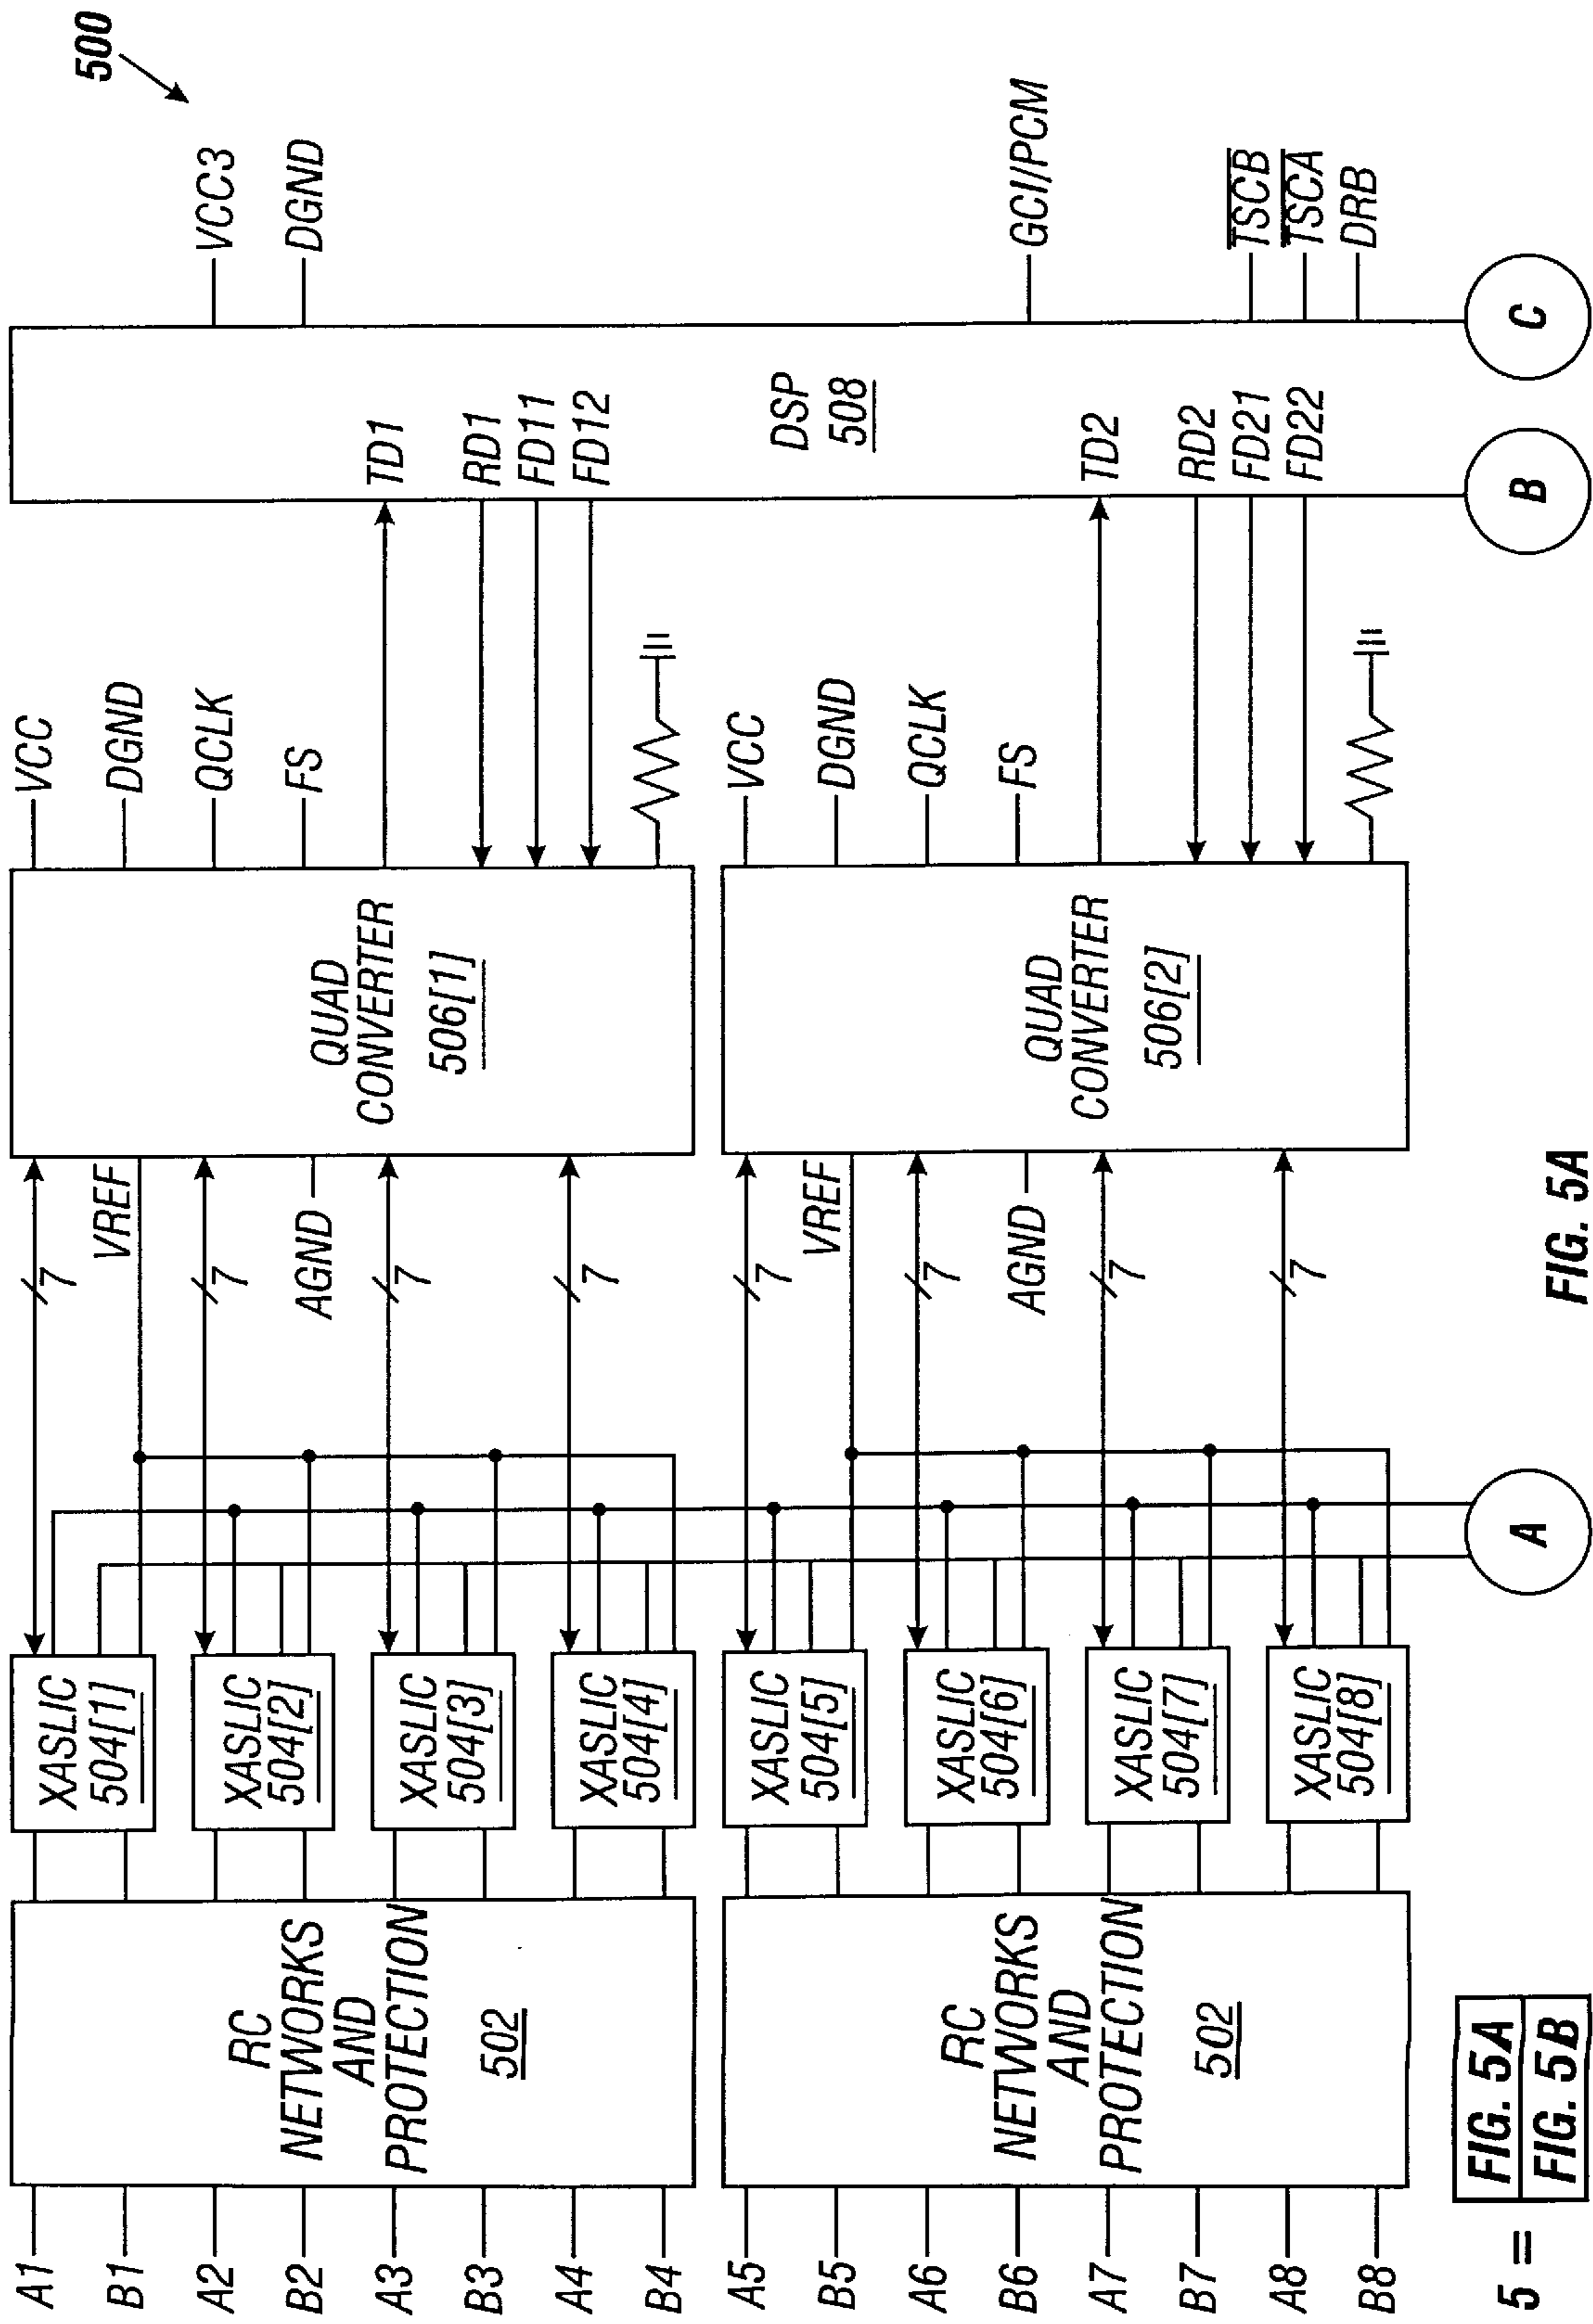 500
A1
B1
A2
B2
A3
B3
A4
B4
RC
NETWORKS
AND
PROTECTION
502
XASLIC
504[1]
XASLIC
504[2]
XASLIC
504[3]
XASLIC
504[4]
7
VREF
7
AGND
7
7
QUAD
CONVERTER
506[1]
VCC
DGND
QCLK
FS
TD1
RD1
FD11
FD12
DSP
508
VCC3
DGND
A5
B5
A6
B6
A7
B7
A8
B8
RC
NETWORKS
AND
PROTECTION
502
XASLIC
504[5]
XASLIC
504[6]
XASLIC
504[7]
XASLIC
504[8]
7
VREF
7
AGND
7
7
QUAD
CONVERTER
506[2]
VCC
DGND
QCLK
FS
TD2
RD2
FD21
FD22
GCI/PCM
TSCB
TSCA
DRB
A
B
C
5 =
FIG. 5A
FIG. 5B
FIG. 5A